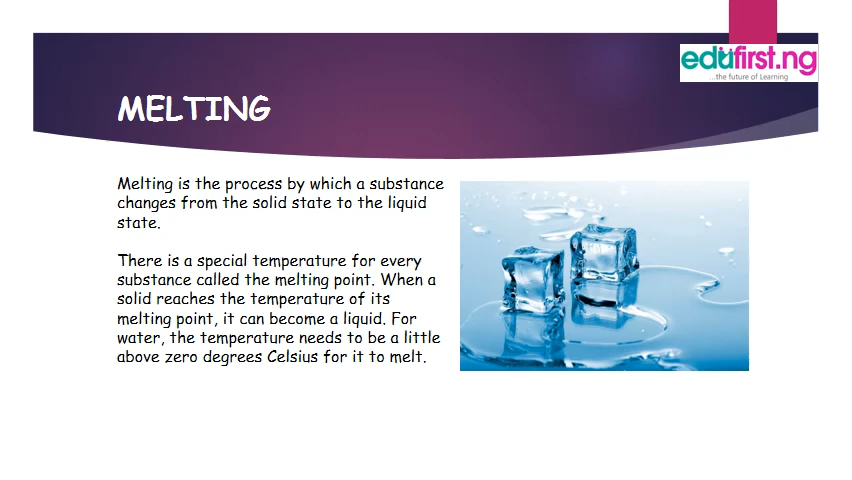 edufirst.ng
...the future of Learning
MELTING
Melting is the process by which a substance
changes from the solid state to the liquid
state.
There is a special temperature for every
substance called the melting point. When a
solid reaches the temperature of its
melting point, it can become a liquid. For
water, the temperature needs to be a little
above zero degrees Celsius for it to melt.